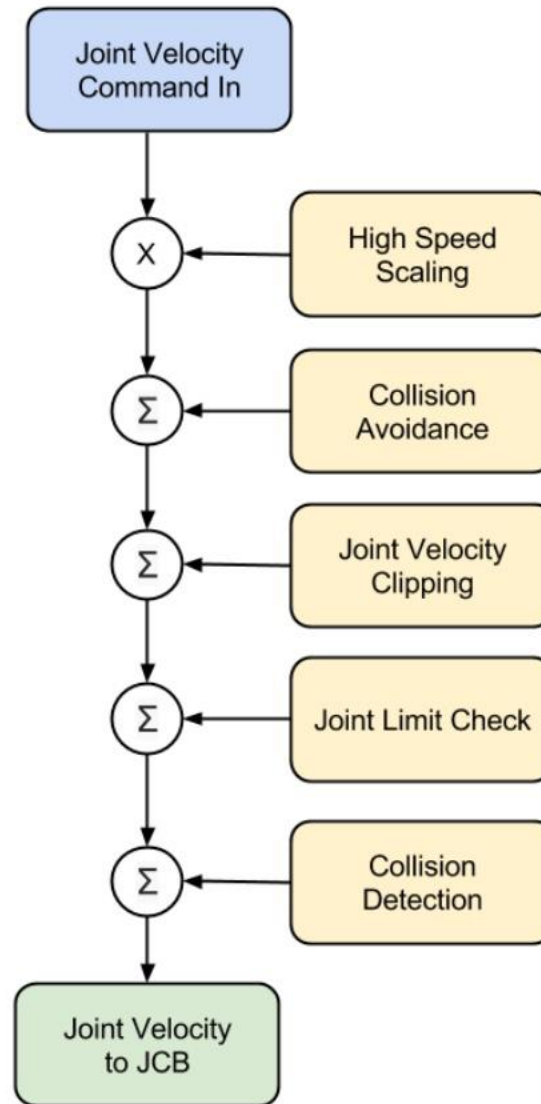 Joint Velocity
Command In
X
High Speed
Scaling
Σ
Collision
Avoidance
Σ
Joint Velocity
Clipping
Σ
Joint Limit Check
Σ
Collision
Detection
Joint Velocity
to JCB